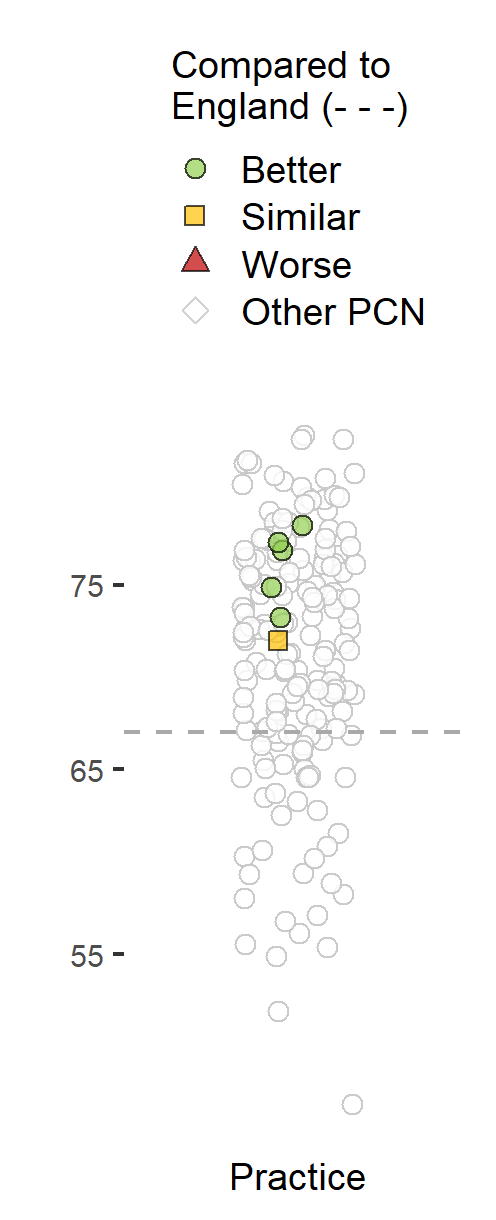 Compared to
England (- - -)
Better
Similar
Worse
Other PCN
75
65
55
Practice